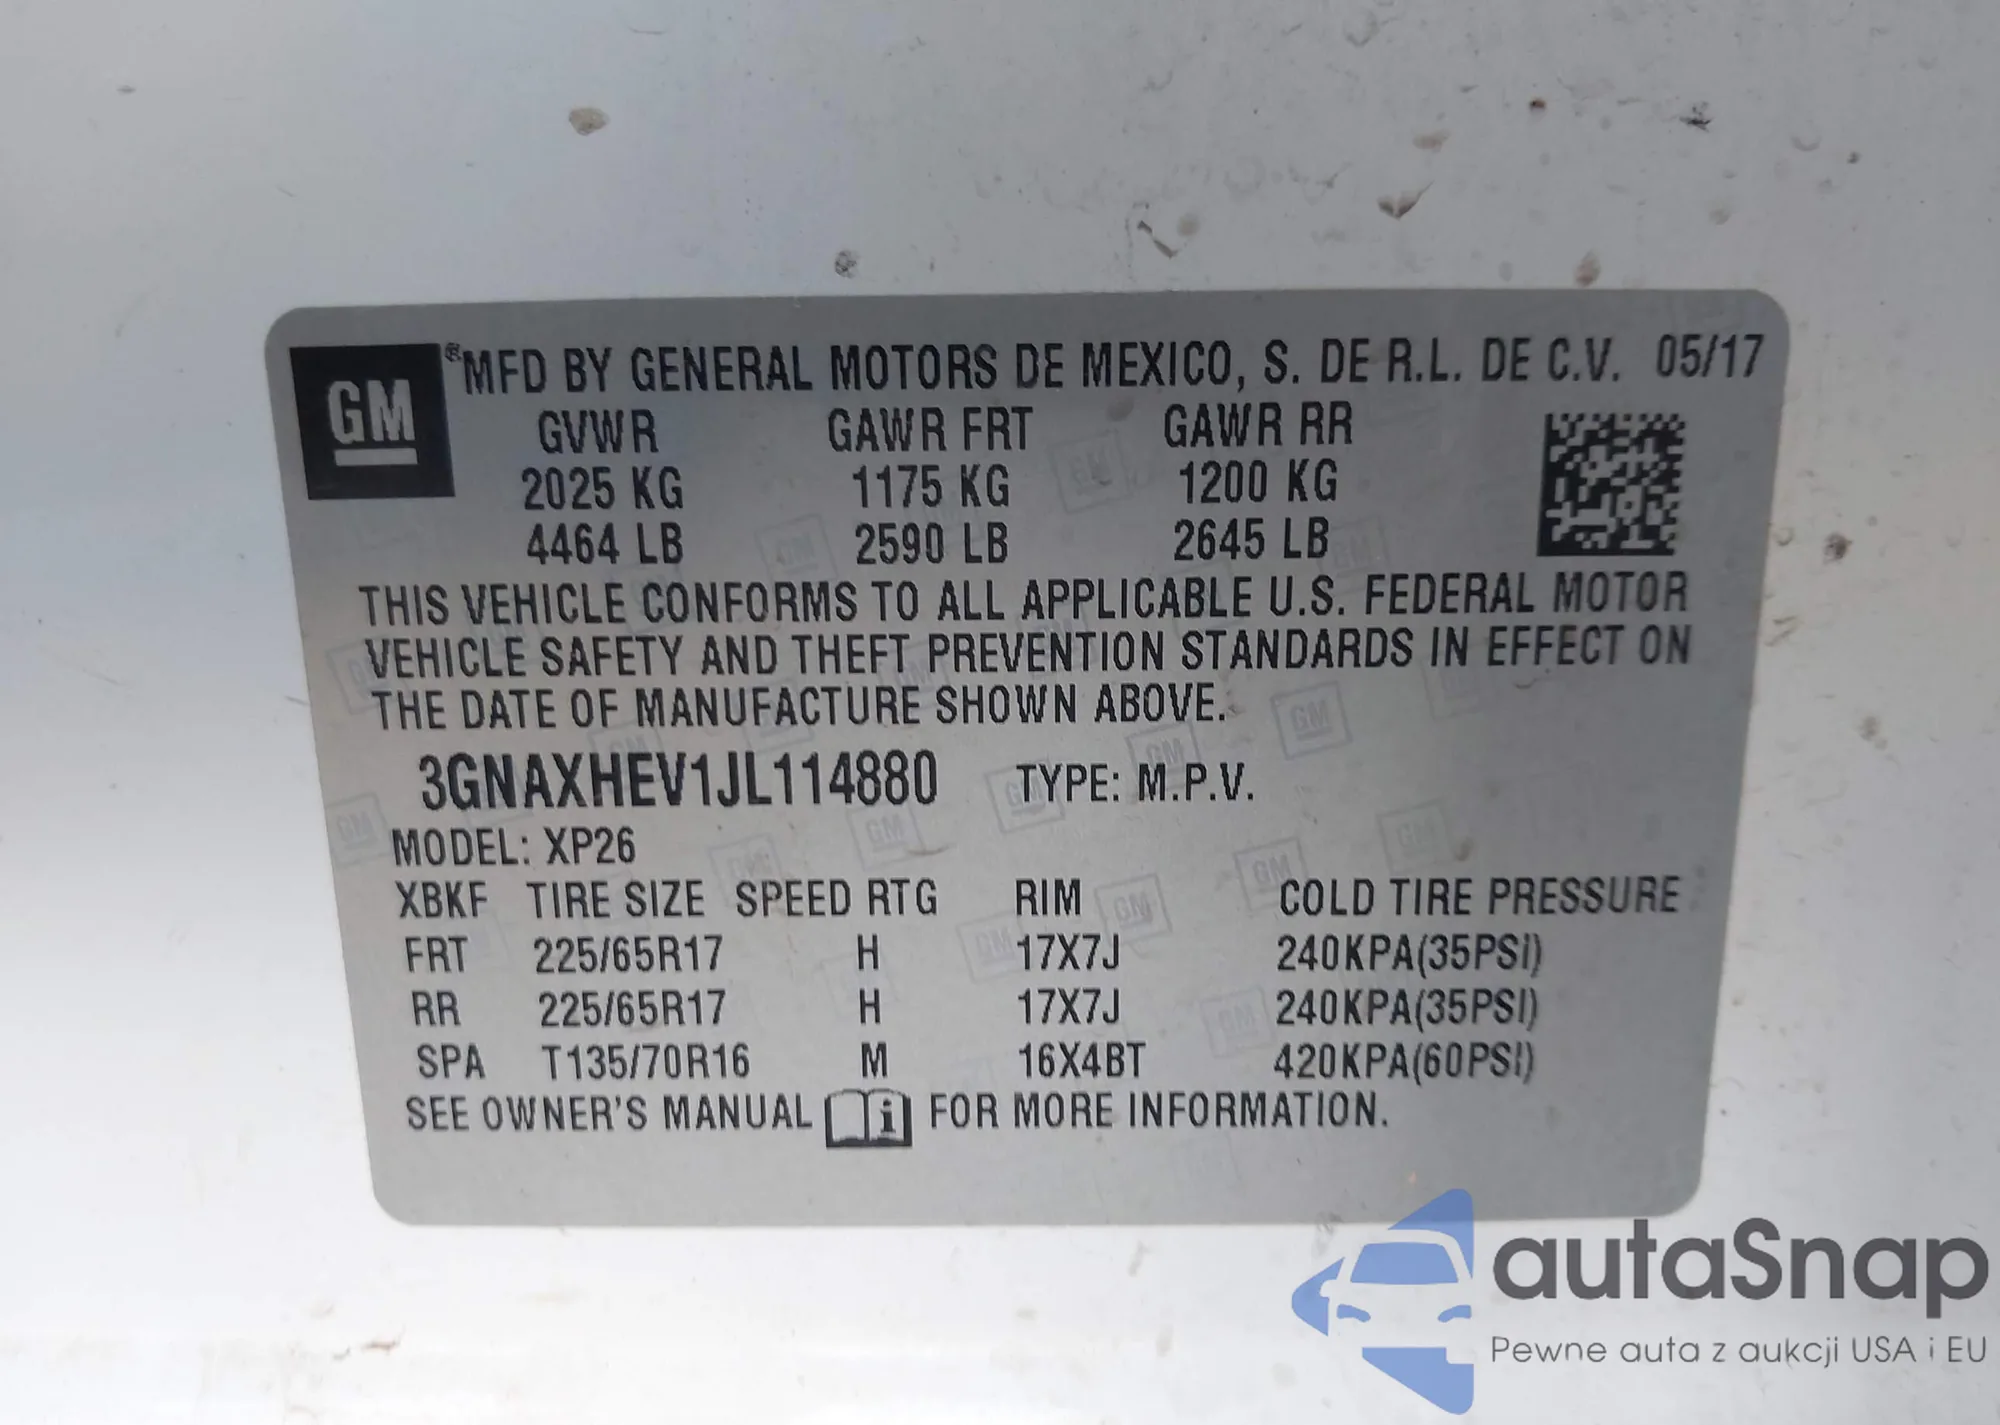 GM ®MFD BY GENERAL MOTORS DE MEXICO, S. DE R.L. DE C.V. 05/17
GVWR GAWR FRT GAWR RR
2025 KG 1175 KG 1200 KG
4464 LB 2590 LB 2645 LB
THIS VEHICLE CONFORMS TO ALL APPLICABLE U.S. FEDERAL MOTOR
VEHICLE SAFETY AND THEFT PREVENTION STANDARDS IN EFFECT ON
THE DATE OF MANUFACTURE SHOWN ABOVE.
3GNAXHEV1JL114880 TYPE: M.P.V.
MODEL: XP26
XBKF TIRE SIZE SPEED RTG RIM COLD TIRE PRESSURE
FRT 225/65R17 H 17X7J 240KPA(35PSI)
RR 225/65R17 H 17X7J 240KPA(35PSI)
SPA T135/70R16 M 16X4BT 420KPA(60PSI)
SEE OWNER'S MANUAL i FOR MORE INFORMATION.
autaSnap
Pewne auta z aukcji USA i EU